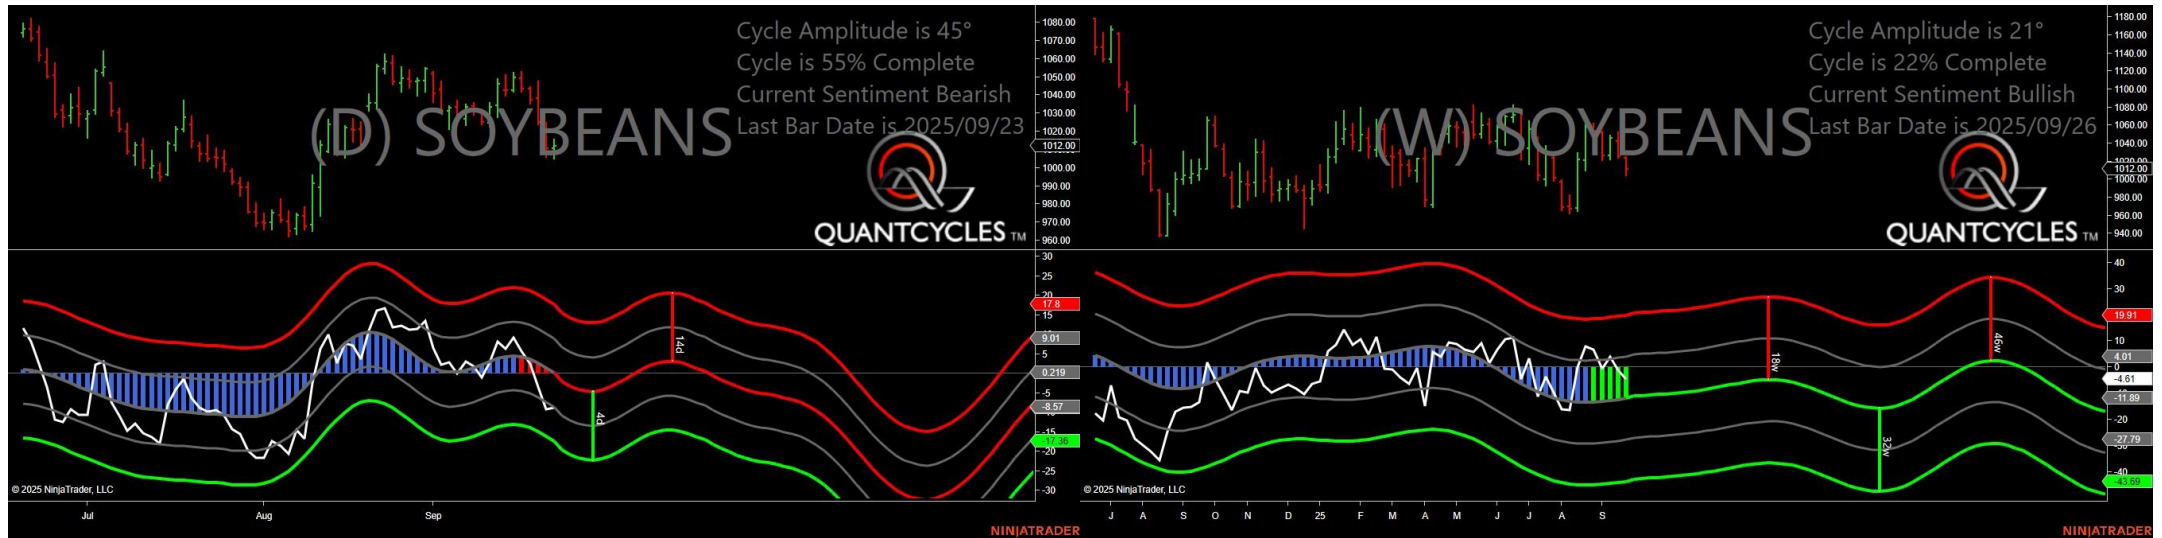 Cycle Amplitude is 45°
Cycle is 55% Complete
Current Sentiment Bearish
Last Bar Date is 2025/09/23
(D) SOYBEANS
QUANTCYCLES TM
1080.00
1070.00
1060.00
1050.00
1040.00
1030.00
1020.00
1012.00
1000.00
990.00
980.00
970.00
960.00
30
25
20
17.8
15
9.01
5
0.219
-5
-8.57
-15
-17.36
-20
-25
-30
14d
4d
© 2025 NinjaTrader, LLC
Jul
Aug
Sep
NINJATRADER
Cycle Amplitude is 21°
Cycle is 22% Complete
Current Sentiment Bullish
Last Bar Date is 2025/09/26
(W) SOYBEANS
QUANTCYCLES TM
1180.00
1160.00
1140.00
1120.00
1100.00
1080.00
1060.00
1040.00
1020.00
1012.00
1000.00
980.00
960.00
940.00
40
30
19.91
4.01
0
-4.61
-11.89
-20
-27.79
-40
-43.69
18w
46w
32w
© 2025 NinjaTrader, LLC
J A S O N D 25 F M A M J J A S
NINJATRADER